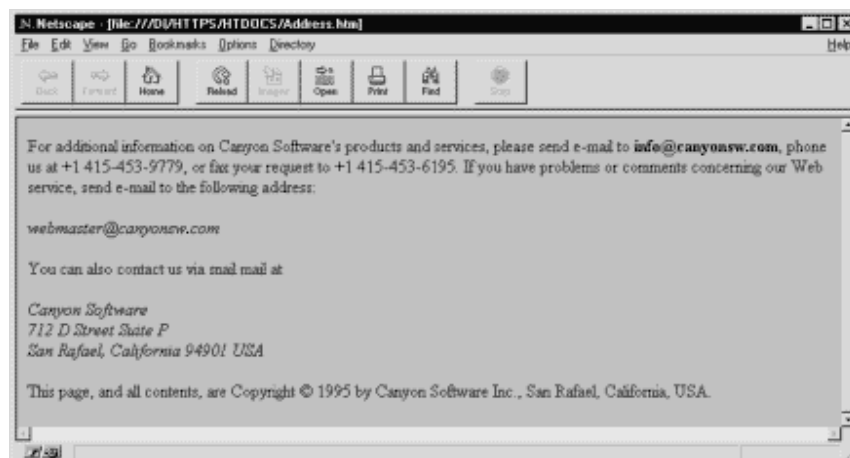 Netscape - [file:///D|/HTTPS/HTDOCS/Address.htm]
File Edit View Go Bookmarks Options Directory Help
Back Forward Home Reload Images Open Print Find Stop
For additional information on Canyon Software's products and services, please send e-mail to info@canyonsw.com, phone
us at +1 415-453-9779, or fax your request to +1 415-453-6195. If you have problems or comments concerning our Web
service, send e-mail to the following address:
webmaster@canyonsw.com
You can also contact us via snail mail at
Canyon Software
712 D Street Suite P
San Rafael, California 94901 USA
This page, and all contents, are Copyright © 1995 by Canyon Software Inc., San Rafael, California, USA.